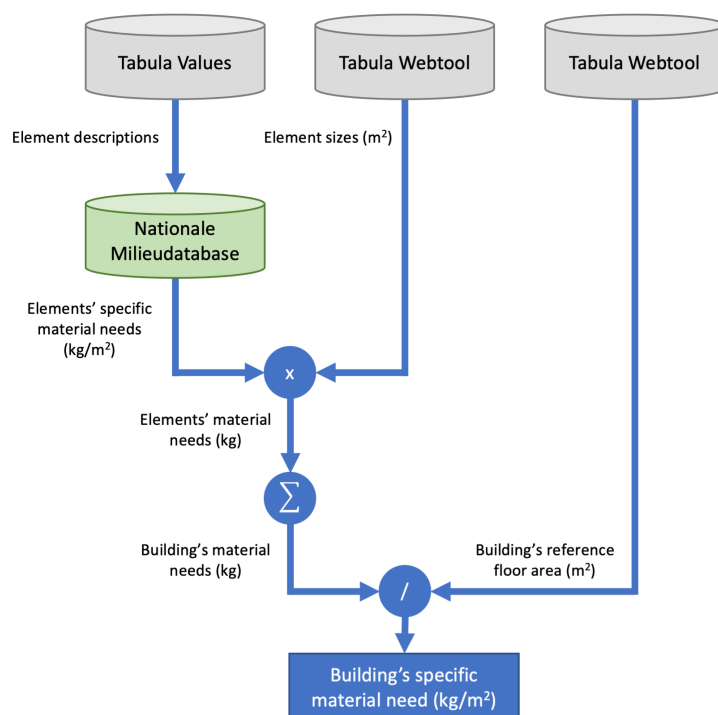 Tabula Values
Tabula Webtool
Tabula Webtool
Element descriptions
Element sizes (m²)
Nationale
Milieudatabase
Elements’ specific
material needs
(kg/m²)
x
Elements’ material
needs (kg)
∑
Building’s material
needs (kg)
Building’s reference
floor area (m²)
/
Building’s specific
material need (kg/m²)